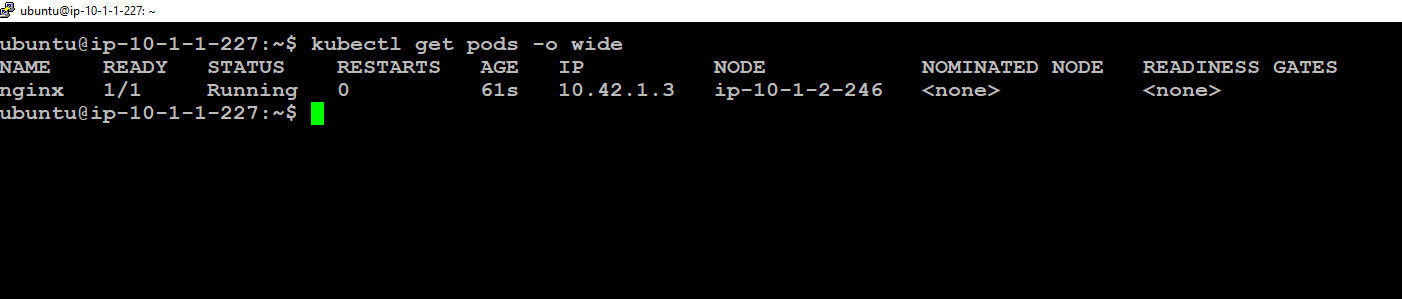 ubuntu@ip-10-1-1-227: ~
ubuntu@ip-10-1-1-227:~$ kubectl get pods -o wide
NAME    READY   STATUS    RESTARTS   AGE   IP          NODE            NOMINATED NODE   READINESS GATES
nginx   1/1     Running   0          61s   10.42.1.3   ip-10-1-2-246   <none>           <none>
ubuntu@ip-10-1-1-227:~$